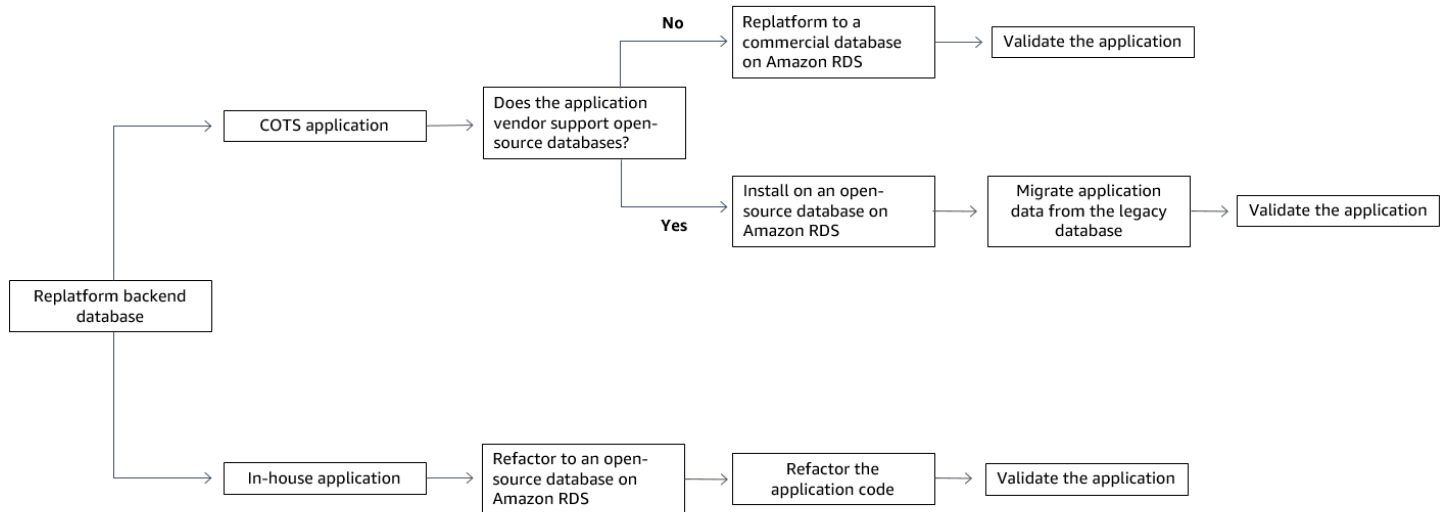 No
Replatform to a
commercial database
on Amazon RDS
Validate the application
COTS application
Does the application
vendor support open-
source databases?
Yes
Install on an open-
source database on
Amazon RDS
Migrate application
data from the legacy
database
Validate the application
Replatform backend
database
In-house application
Refactor to an open-
source database on
Amazon RDS
Refactor the
application code
Validate the application